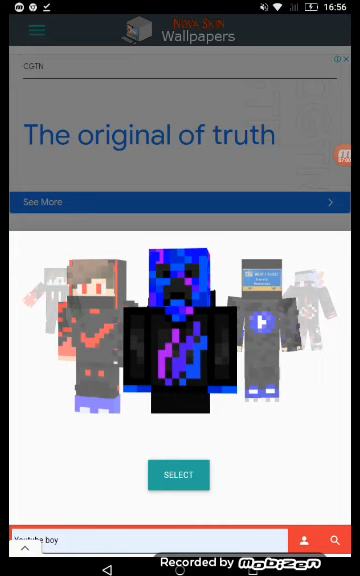 16:56
NOVA SKIN
Wallpapers
CGTN
The original of truth
See More
SELECT
Youtube boy
Recorded by mobizen